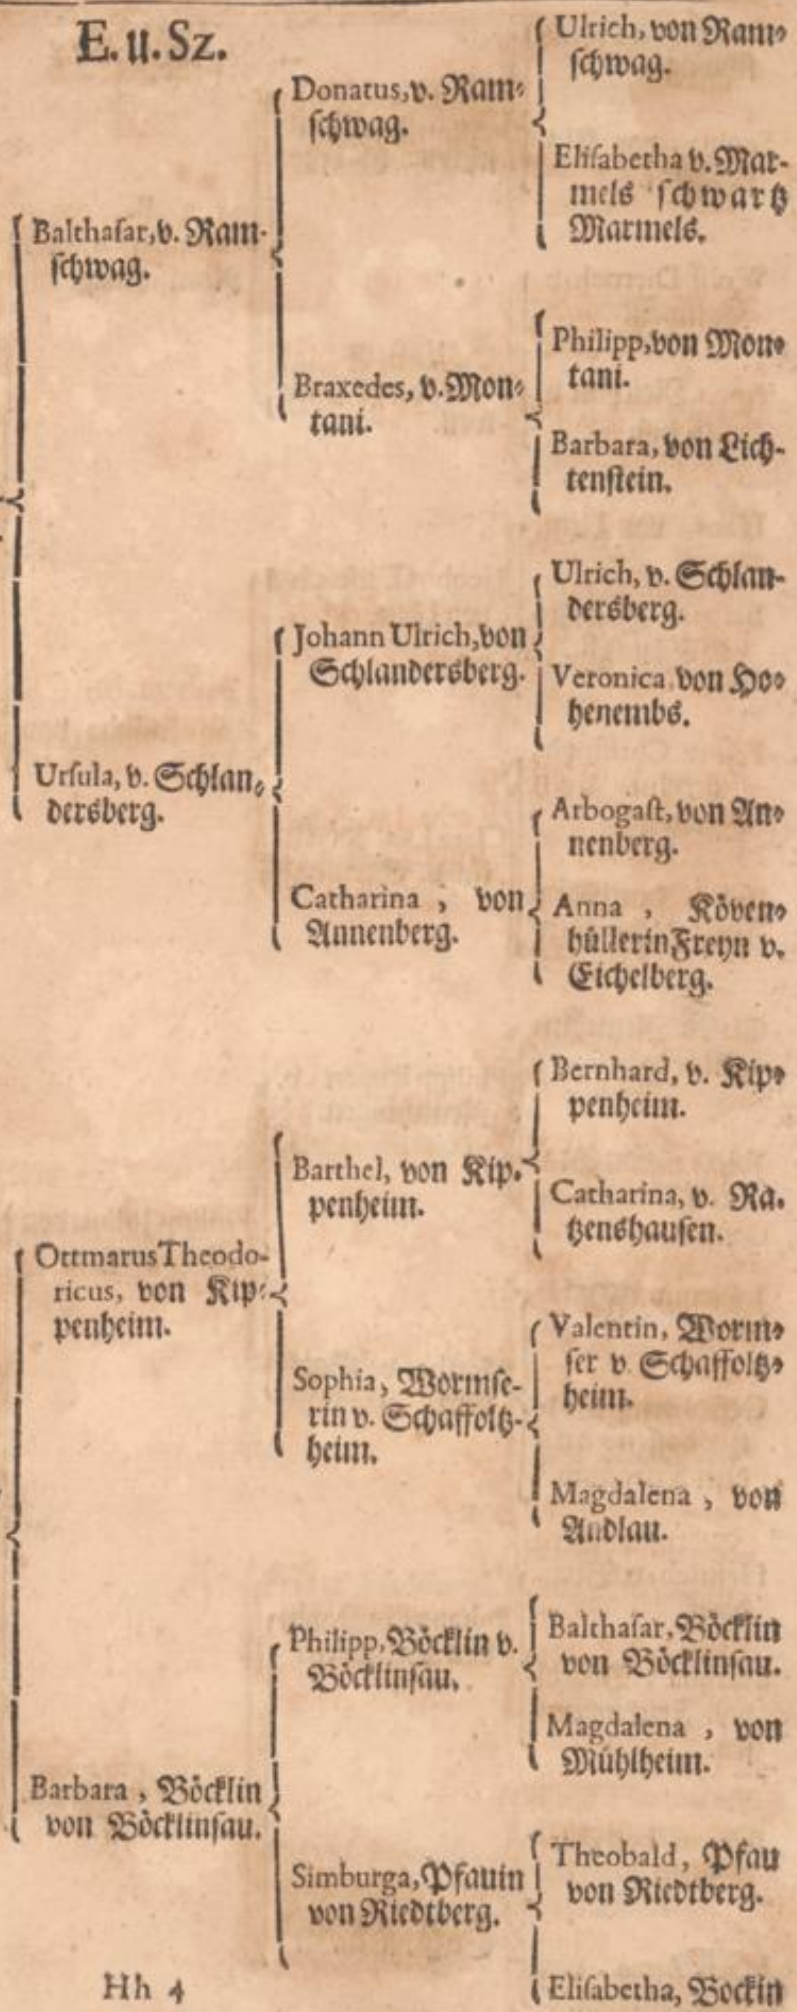 E. u. Sz.
Balthasar, v. Ram-
schwag.
Ursula, v. Schlan-
dersberg.
Ottmarus Theodo-
ricus, von Kip-
penheim.
Barbara , Böcklin
von Böcklinsau.
Donatus, v. Ram-
schwag.
Braxedes, v. Mon-
tani.
Johann Ulrich, von
Schlandersberg.
Catharina , von
Annenberg.
Barthel, von Kip-
penheim.
Sophia, Wormse-
rin v. Schaffoltz-
heim.
Philipp, Böcklin v.
Böcklinsau.
Simburga, Pfauin
von Riedtberg.
Ulrich, von Ram-
schwag.
Elisabetha v. Mar-
mels schwartz
Marmels.
Philipp, von Mon-
tani.
Barbara, von Lich-
tenstein.
Ulrich, v. Schlan-
dersberg.
Veronica von Ho-
henembs.
Arbogast, von An-
nenberg.
Anna , Köven-
hüllerin Freyn v.
Eichelberg.
Bernhard, v. Kip-
penheim.
Catharina, v. Ra-
tzenshausen.
Valentin, Worm-
ser v Schaffoltz-
heim.
Magdalena , von
Andlau.
Balthasar, Böcklin
von Böcklinsau.
Magdalena , von
Mühlheim.
Theobald, Pfau
von Riedtberg.
Elisabetha, Bockin
Hh 4